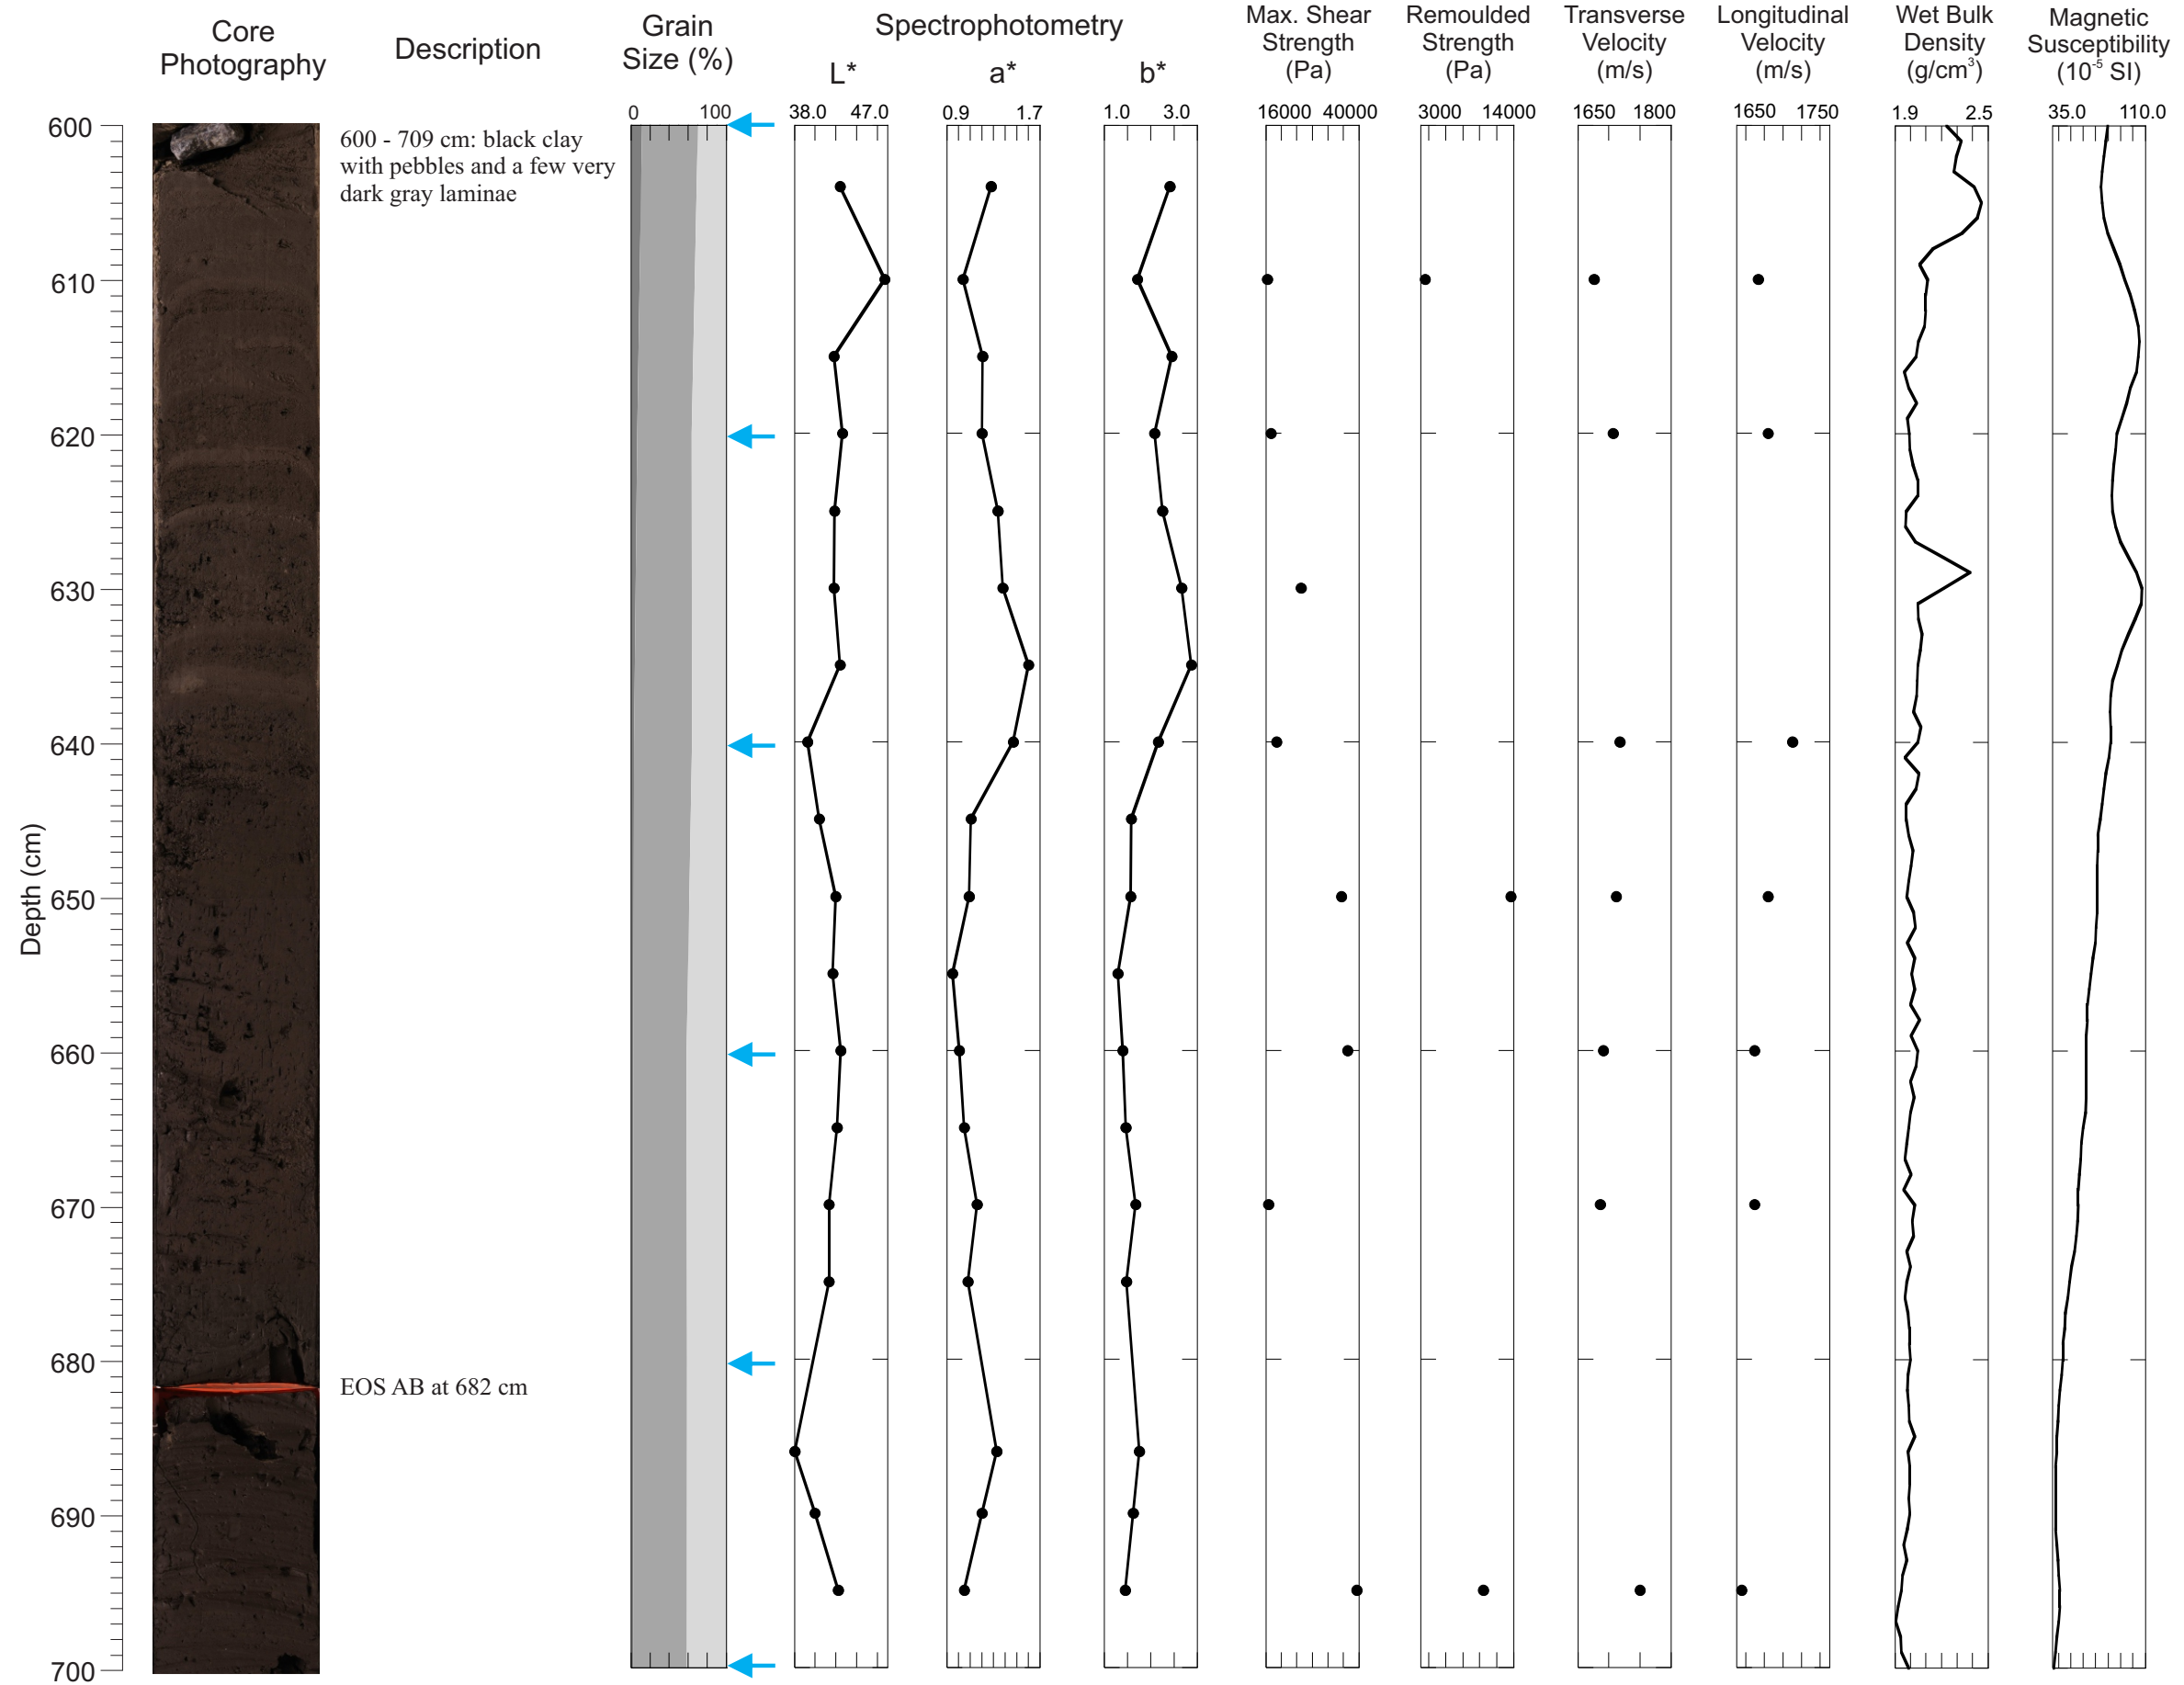 Core
Photography
Description
Grain
Size (%)
Spectrophotometry
L*
a*
b*
Max. Shear
Strength
(Pa)
Remoulded
Strength
(Pa)
Transverse
Velocity
(m/s)
Longitudinal
Velocity
(m/s)
Wet Bulk
Density
(g/cm³)
Magnetic
Susceptibility
(10⁻⁵ SI)
0 100
38.0 47.0
0.9 1.7
1.0 3.0
16000 40000
3000 14000
1650 1800
1650 1750
1.9 2.5
35.0 110.0
600 - 709 cm: black clay
with pebbles and a few very
dark gray laminae
EOS AB at 682 cm
Depth (cm)
600
610
620
630
640
650
660
670
680
690
700